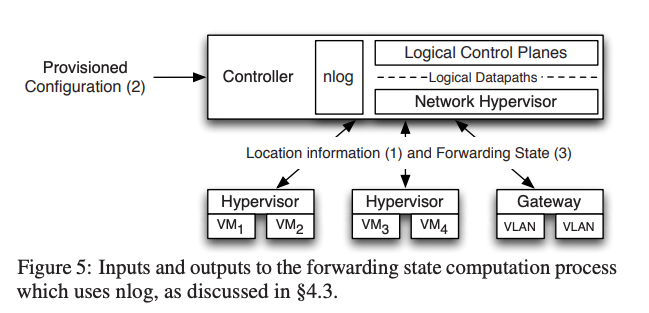 Provisioned
Configuration (2)
Controller
nlog
Logical Control Planes
Logical Datapaths
Network Hypervisor
Location information (1) and Forwarding State (3)
Hypervisor
VM1
VM2
Hypervisor
VM3
VM4
Gateway
VLAN
VLAN
Figure 5: Inputs and outputs to the forwarding state computation process
which uses nlog, as discussed in §4.3.